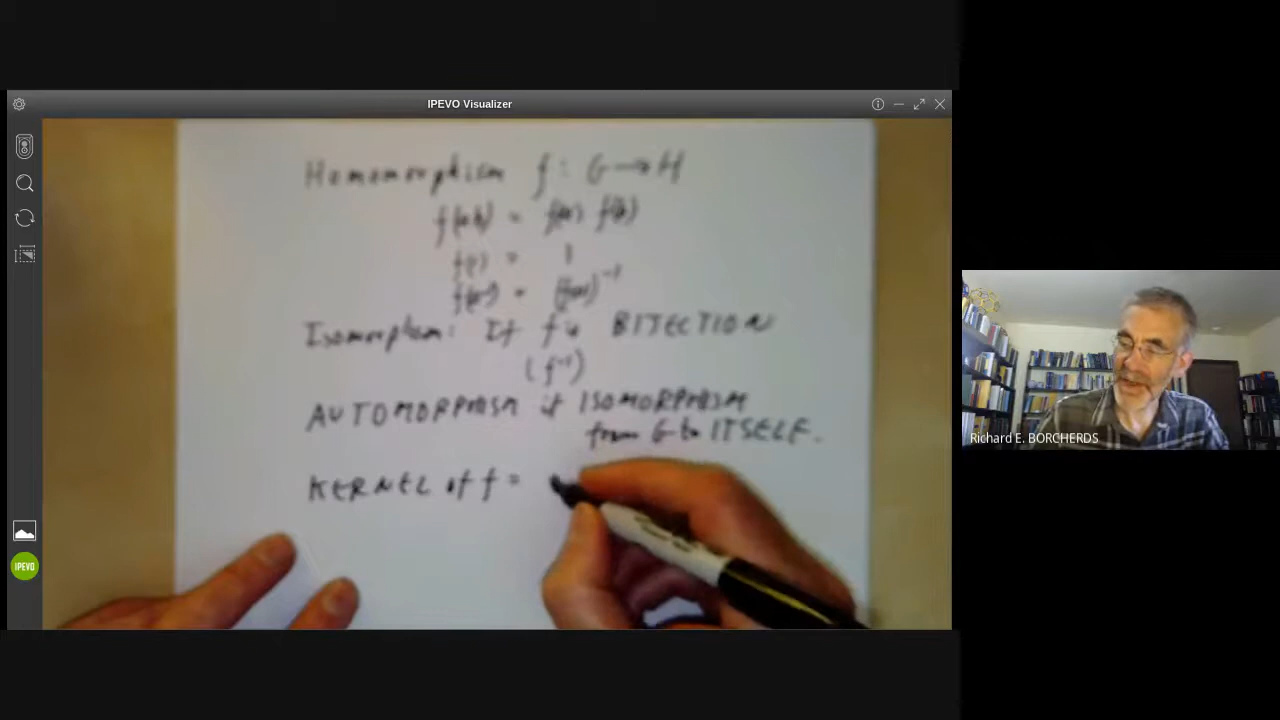 IPEVO Visualizer
Homomorphism f : G → H
f(ab) = f(a) f(b)
f(1) = 1
f(a⁻¹) = (f(a))⁻¹
Isomorphism: If f is BIJECTION
(f⁻¹)
AUTOMORPHISM if ISOMORPHISM
from G to ITSELF.
KERNEL of f =
Richard E. BORCHERDS
IPEVO